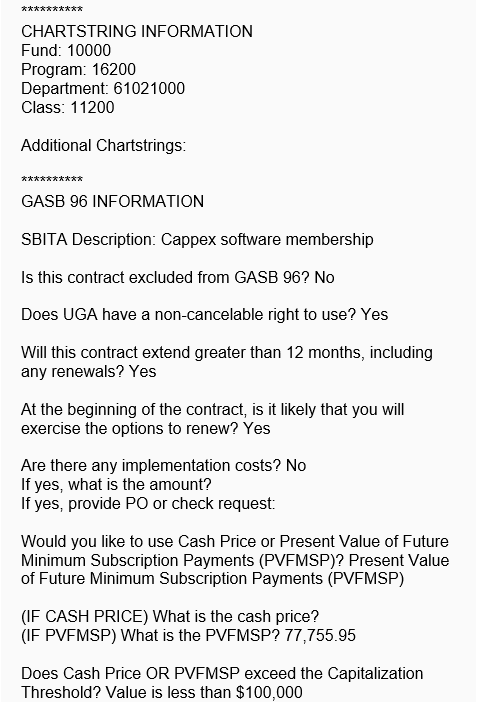 **********
CHARTSTRING INFORMATION
Fund: 10000
Program: 16200
Department: 61021000
Class: 11200
Additional Chartstrings:
**********
GASB 96 INFORMATION
SBITA Description: Cappex software membership
Is this contract excluded from GASB 96? No
Does UGA have a non-cancelable right to use? Yes
Will this contract extend greater than 12 months, including
any renewals? Yes
At the beginning of the contract, is it likely that you will
exercise the options to renew? Yes
Are there any implementation costs? No
If yes, what is the amount?
If yes, provide PO or check request:
Would you like to use Cash Price or Present Value of Future
Minimum Subscription Payments (PVFMSP)? Present Value
of Future Minimum Subscription Payments (PVFMSP)
(IF CASH PRICE) What is the cash price?
(IF PVFMSP) What is the PVFMSP? 77,755.95
Does Cash Price OR PVFMSP exceed the Capitalization
Threshold? Value is less than $100,000